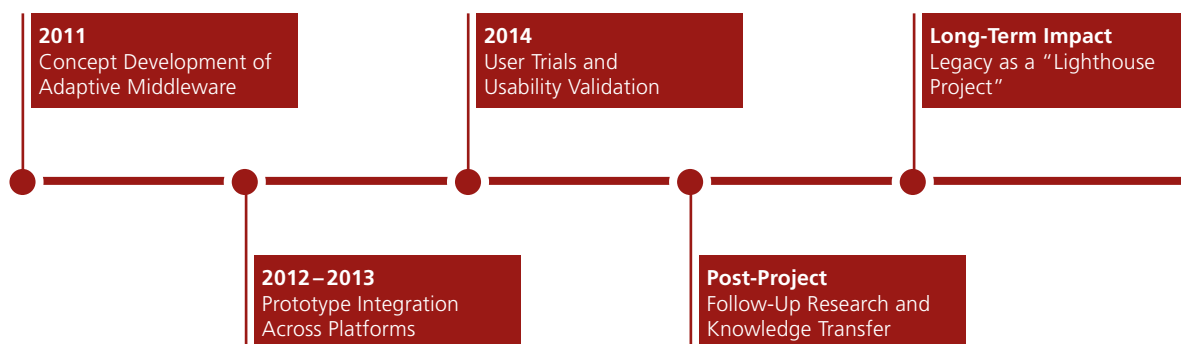 2011
Concept Development of
Adaptive Middleware
2012–2013
Prototype Integration
Across Platforms
2014
User Trials and
Usability Validation
Post-Project
Follow-Up Research and
Knowledge Transfer
Long-Term Impact
Legacy as a “Lighthouse
Project”